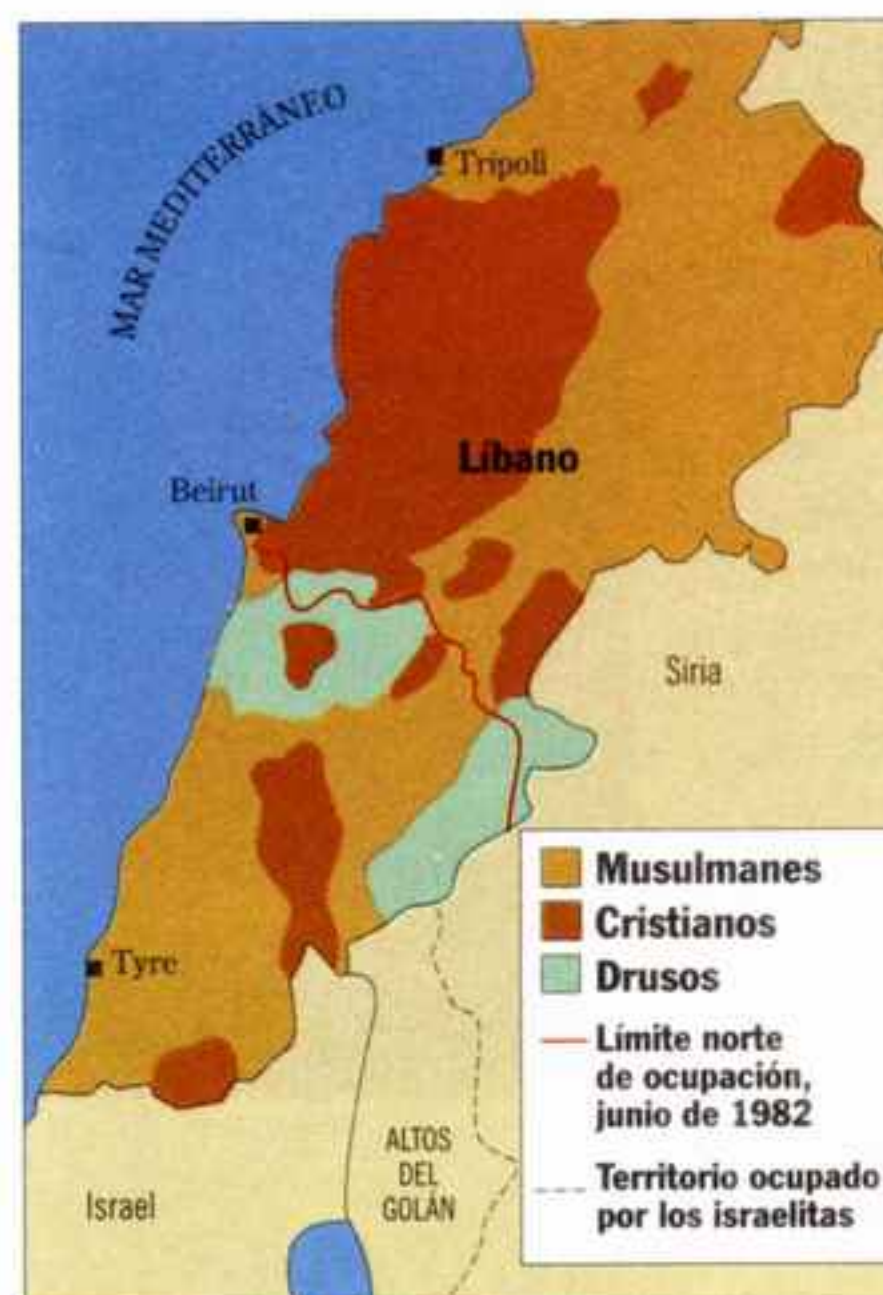 MAR MEDITERRÁNEO
Tripoli
Líbano
Beirut
Siria
Tyre
ALTOS
DEL
GOLÁN
Israel
Musulmanes
Cristianos
Drusos
Límite norte
de ocupación,
junio de 1982
Territorio ocupado
por los israelitas